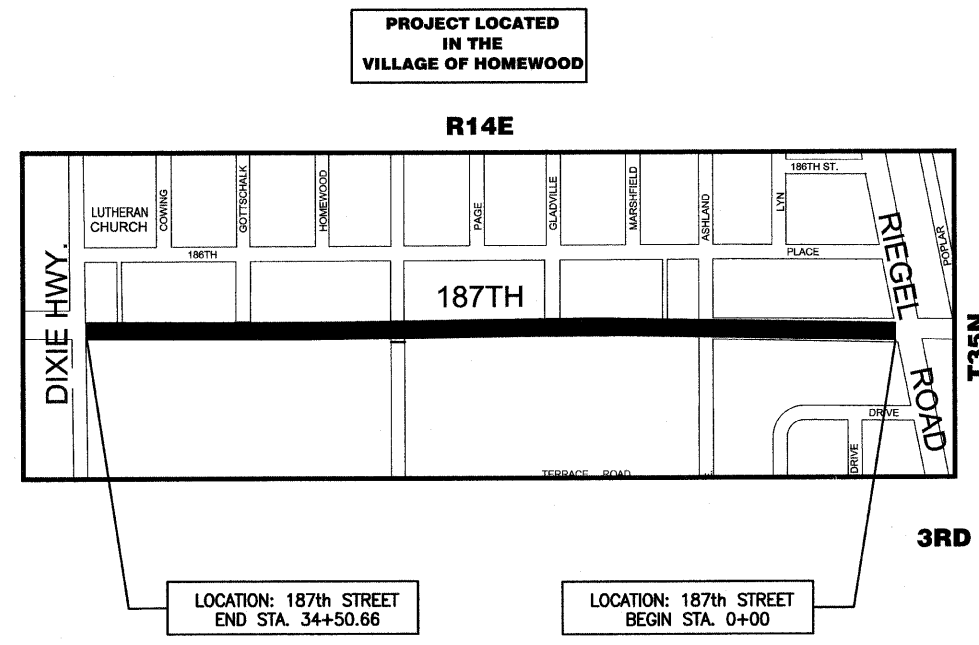 PROJECT LOCATED
IN THE
VILLAGE OF HOMEWOOD
R14E
186TH ST.
LUTHERAN
CHURCH
COWING
GOTTSCHALK
HOMEWOOD
PAGE
GLADVILLE
MARSHFIELD
ASHLAND
LYN
RIEGEL
POPLAR
186TH
PLACE
187TH
DIXIE HWY.
T35N
ROAD
DRIVE
DRIVE
TERRACE ROAD
3RD
LOCATION: 187th STREET
END STA. 34+50.66
LOCATION: 187th STREET
BEGIN STA. 0+00